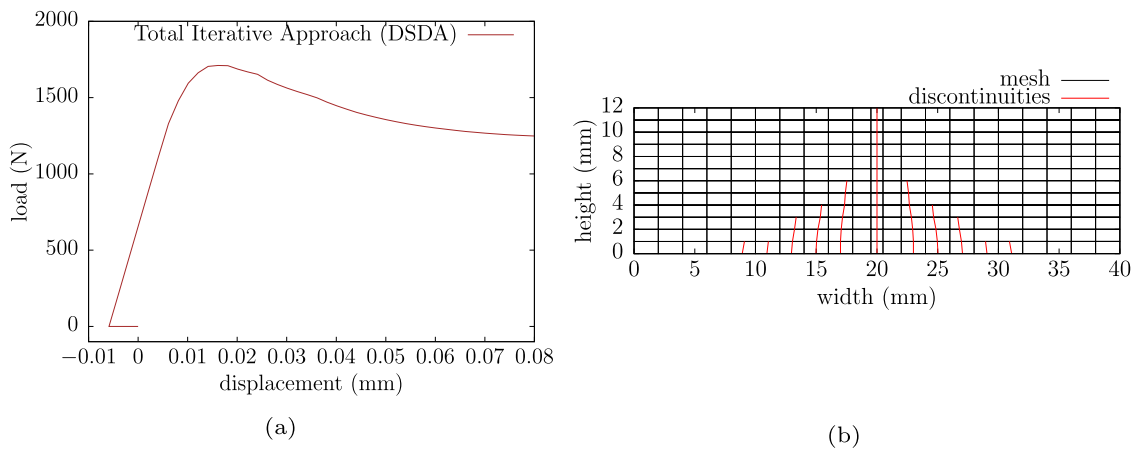 2000
Total Iterative Approach (DSDA)
1500
1000
500
0
load (N)
−0.01 0 0.01 0.02 0.03 0.04 0.05 0.06 0.07 0.08
displacement (mm)
(a)
mesh
discontinuities
12
10
8
6
4
2
0
height (mm)
0 5 10 15 20 25 30 35 40
width (mm)
(b)